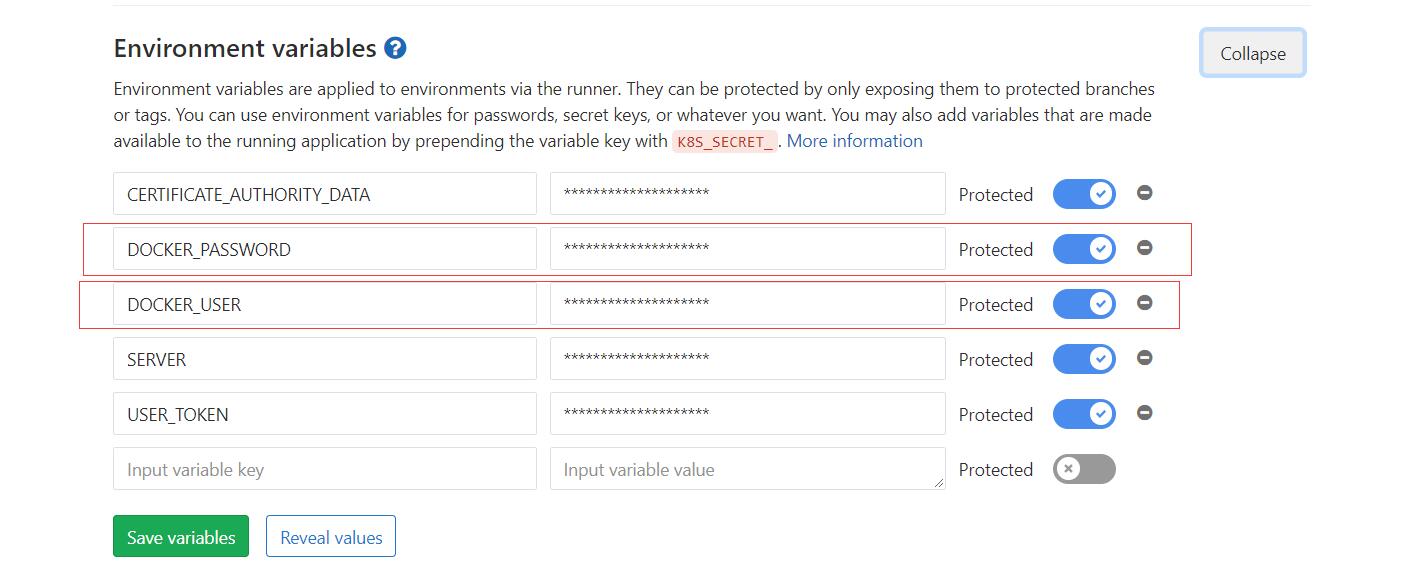 Environment variables ?
Collapse
Environment variables are applied to environments via the runner. They can be protected by only exposing them to protected branches
or tags. You can use environment variables for passwords, secret keys, or whatever you want. You may also add variables that are made
available to the running application by prepending the variable key with K8S_SECRET_ . More information
CERTIFICATE_AUTHORITY_DATA ******************** Protected
DOCKER_PASSWORD ******************** Protected
DOCKER_USER ******************** Protected
SERVER ******************** Protected
USER_TOKEN ******************** Protected
Input variable key Input variable value Protected
Save variables Reveal values